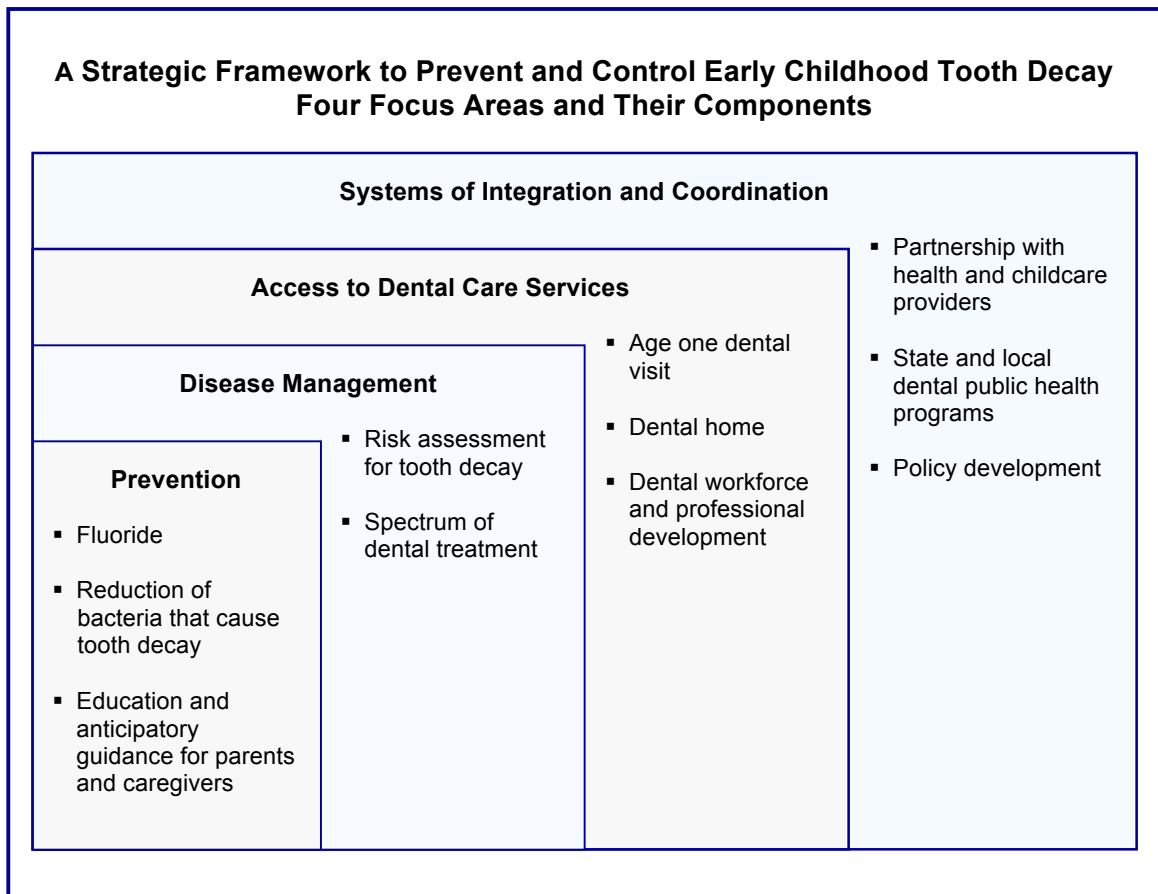 A Strategic Framework to Prevent and Control Early Childhood Tooth Decay
Four Focus Areas and Their Components
Systems of Integration and Coordination
▪ Partnership with
health and childcare
providers
▪ State and local
dental public health
programs
▪ Policy development
Access to Dental Care Services
▪ Age one dental
visit
▪ Dental home
▪ Dental workforce
and professional
development
Disease Management
▪ Risk assessment
for tooth decay
▪ Spectrum of
dental treatment
Prevention
▪ Fluoride
▪ Reduction of
bacteria that cause
tooth decay
▪ Education and
anticipatory
guidance for parents
and caregivers